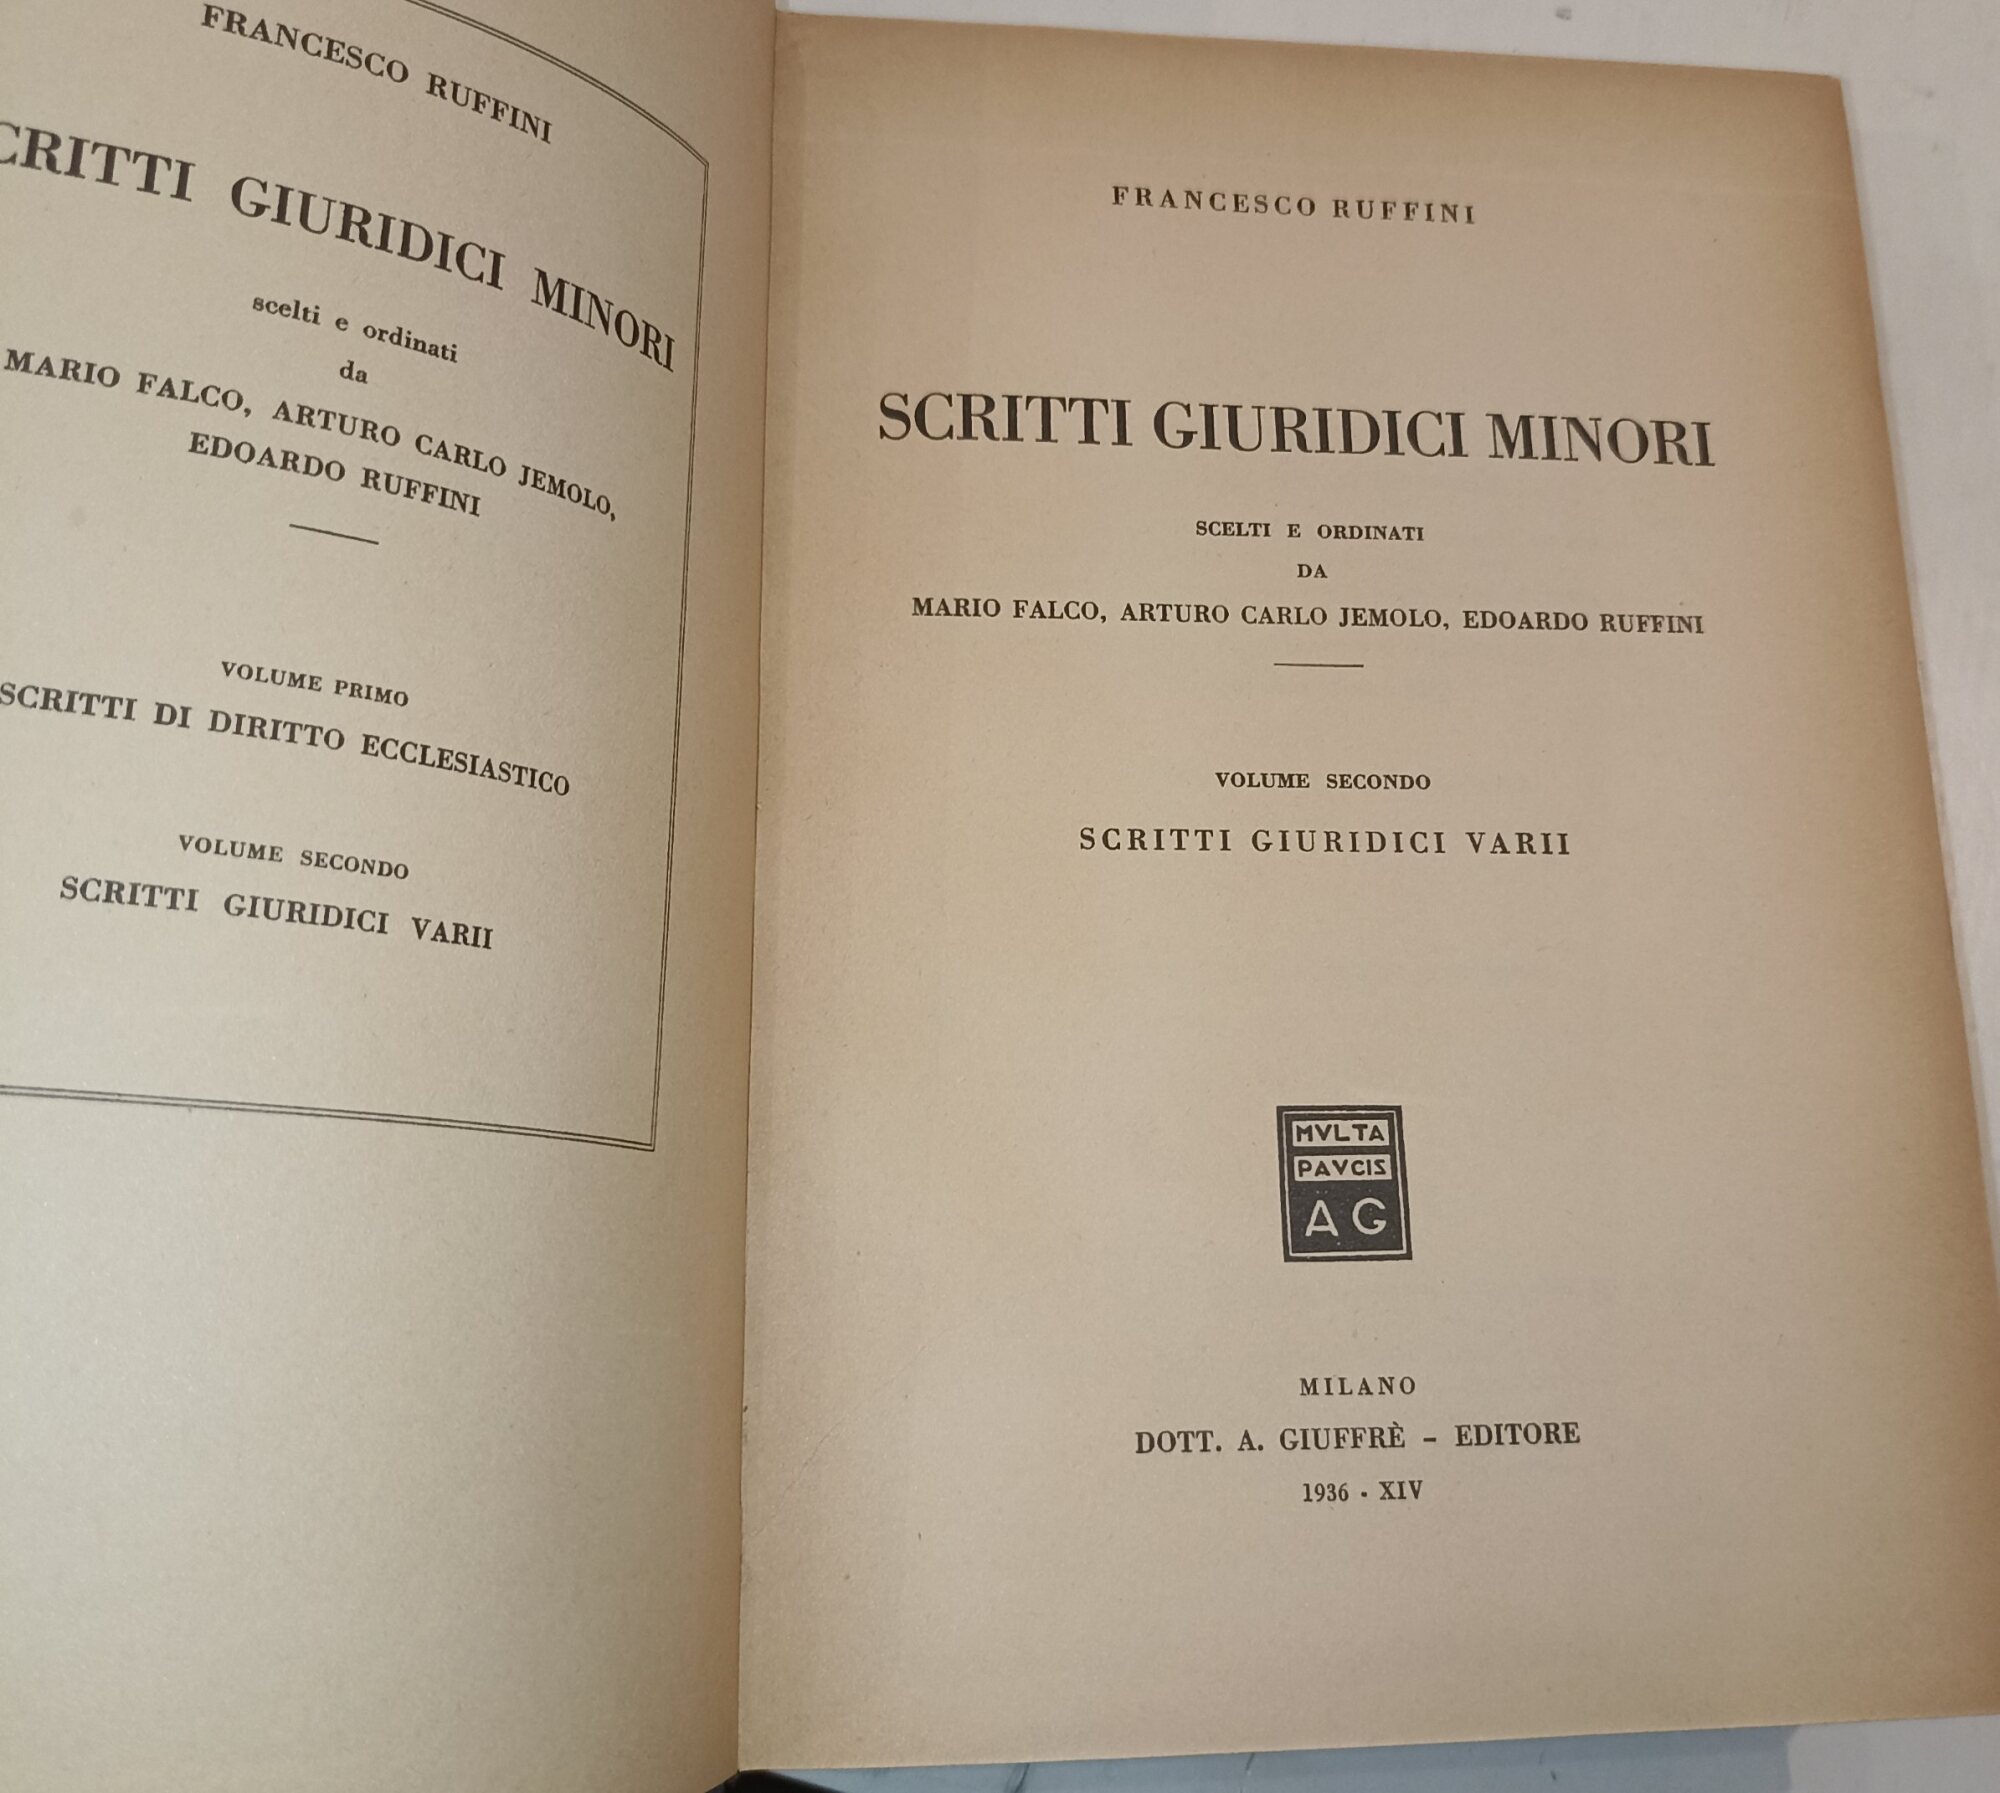 FRANCESCO RUFFINI
CRITTI GIURIDICI MINORI
scelti e ordinati
da
MARIO FALCO, ARTURO CARLO JEMOLO,
EDOARDO RUFFINI
VOLUME PRIMO
SCRITTI DI DIRITTO ECCLESIASTICO
VOLUME SECONDO
SCRITTI GIURIDICI VARII
FRANCESCO RUFFINI
SCRITTI GIURIDICI MINORI
SCELTI E ORDINATI
DA
MARIO FALCO, ARTURO CARLO JEMOLO, EDOARDO RUFFINI
VOLUME SECONDO
SCRITTI GIURIDICI VARII
MVLTA
PAVCIS
AG
MILANO
DOTT. A. GIUFFRÈ - EDITORE
1936 - XIV